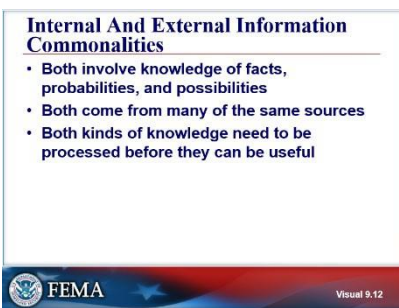 Internal And External Information
Commonalities
• Both involve knowledge of facts,
probabilities, and possibilities
• Both come from many of the same sources
• Both kinds of knowledge need to be
processed before they can be useful
FEMA
Visual 9.12